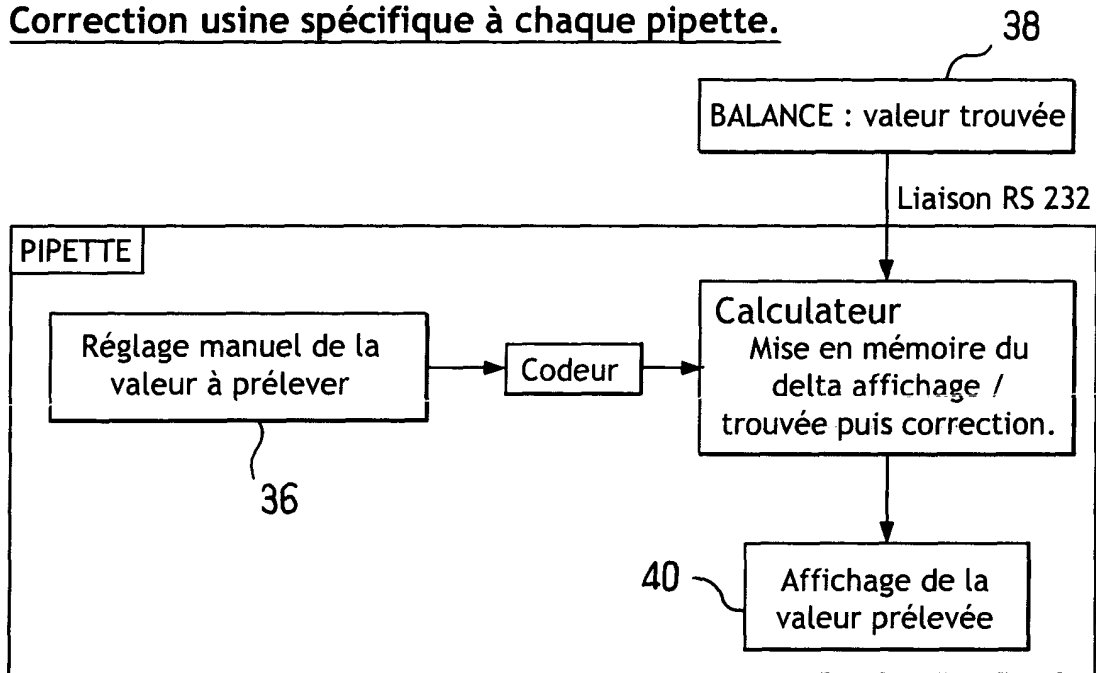 Correction usine spécifique à chaque pipette.
38
BALANCE : valeur trouvée
Liaison RS 232
PIPETTE
Réglage manuel de la
valeur à prélever
Codeur
Calculateur
Mise en mémoire du
delta affichage /
trouvée puis correction.
36
40
Affichage de la
valeur prélevée